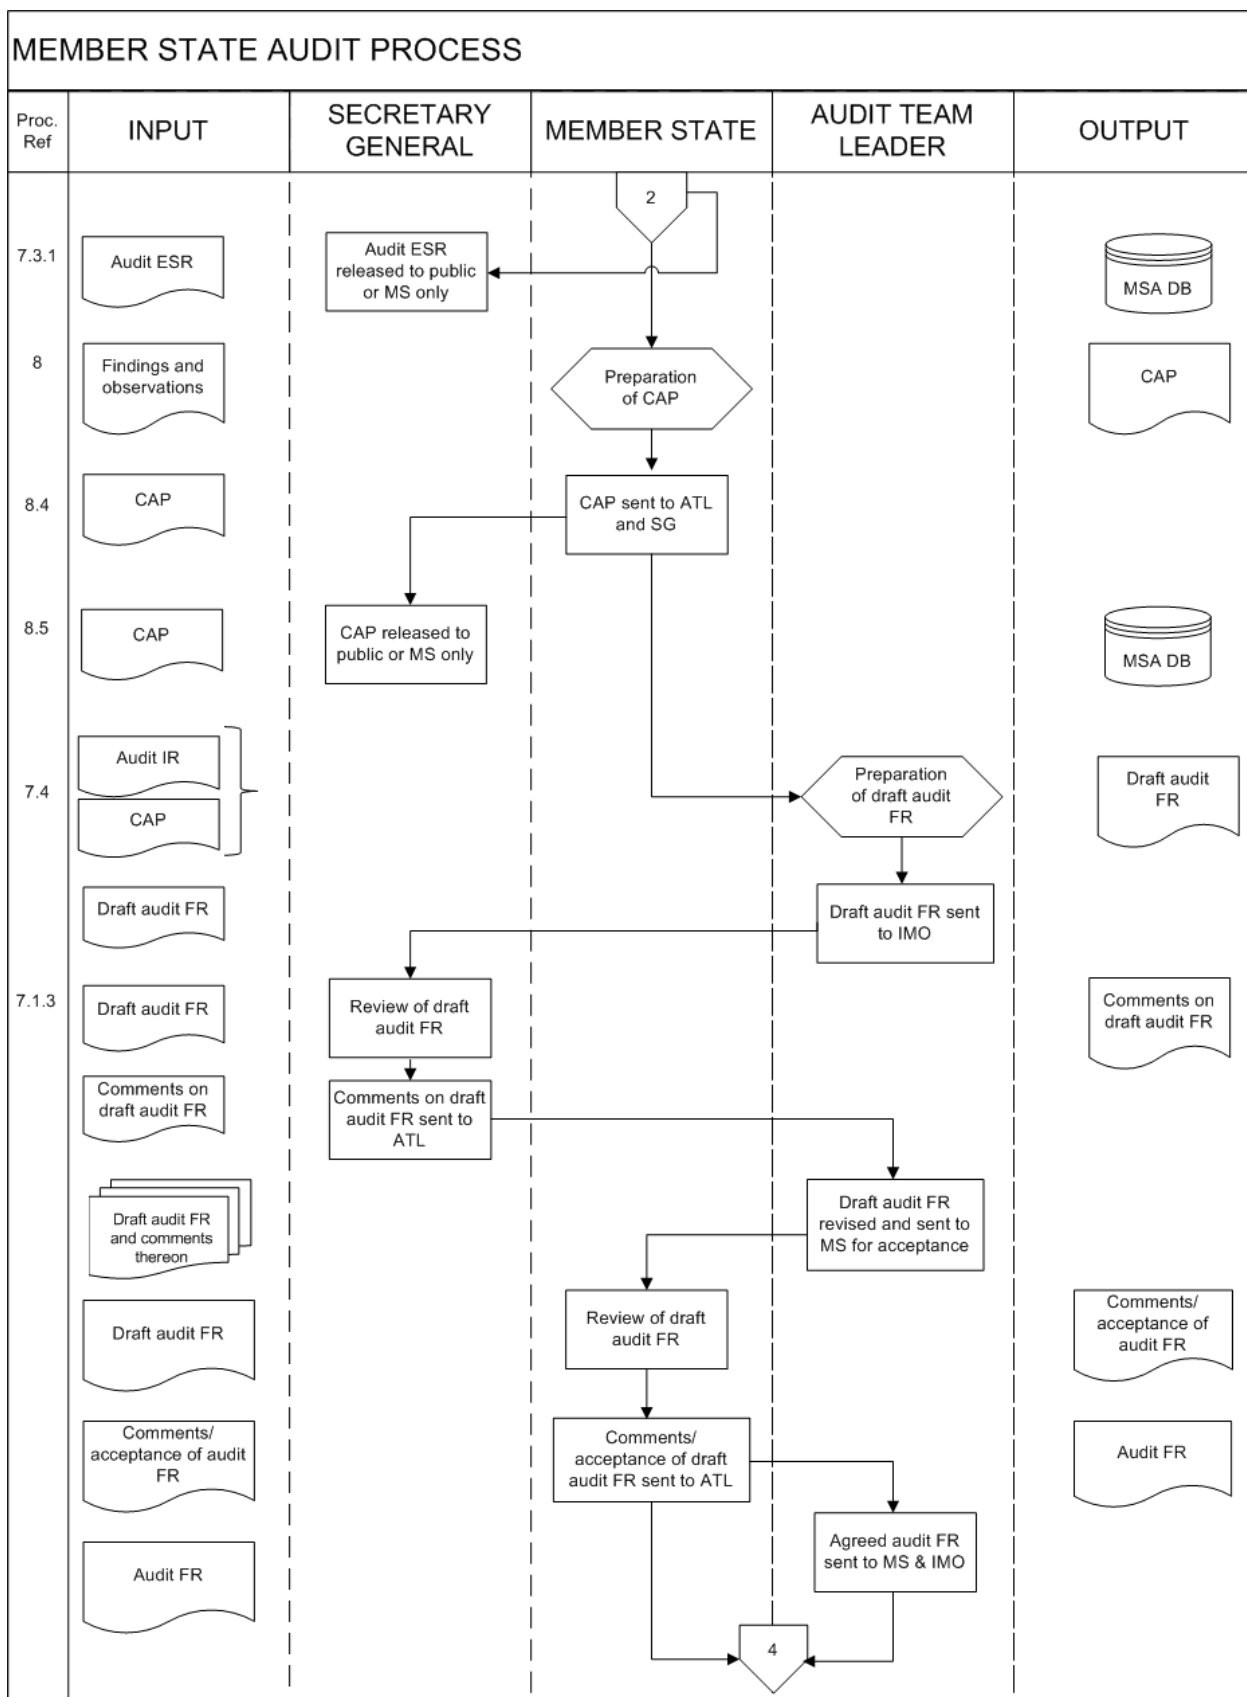 MEMBER STATE AUDIT PROCESS
Proc.
Ref
INPUT
SECRETARY
GENERAL
MEMBER STATE
AUDIT TEAM
LEADER
OUTPUT
2
7.3.1
Audit ESR
Audit ESR
released to public
or MS only
MSA DB
8
Findings and
observations
Preparation
of CAP
CAP
8.4
CAP
CAP sent to ATL
and SG
8.5
CAP
CAP released to
public or MS only
MSA DB
7.4
Audit IR
CAP
Preparation
of draft audit
FR
Draft audit
FR
Draft audit FR
Draft audit FR sent
to IMO
7.1.3
Draft audit FR
Review of draft
audit FR
Comments on
draft audit FR
Comments on
draft audit FR
Comments on draft
audit FR sent to
ATL
Draft audit FR
and comments
thereon
Draft audit FR
revised and sent to
MS for acceptance
Draft audit FR
Review of draft
audit FR
Comments/
acceptance of
audit FR
Comments/
acceptance of audit
FR
Comments/
acceptance of draft
audit FR sent to ATL
Audit FR
Audit FR
Agreed audit FR
sent to MS & IMO
4